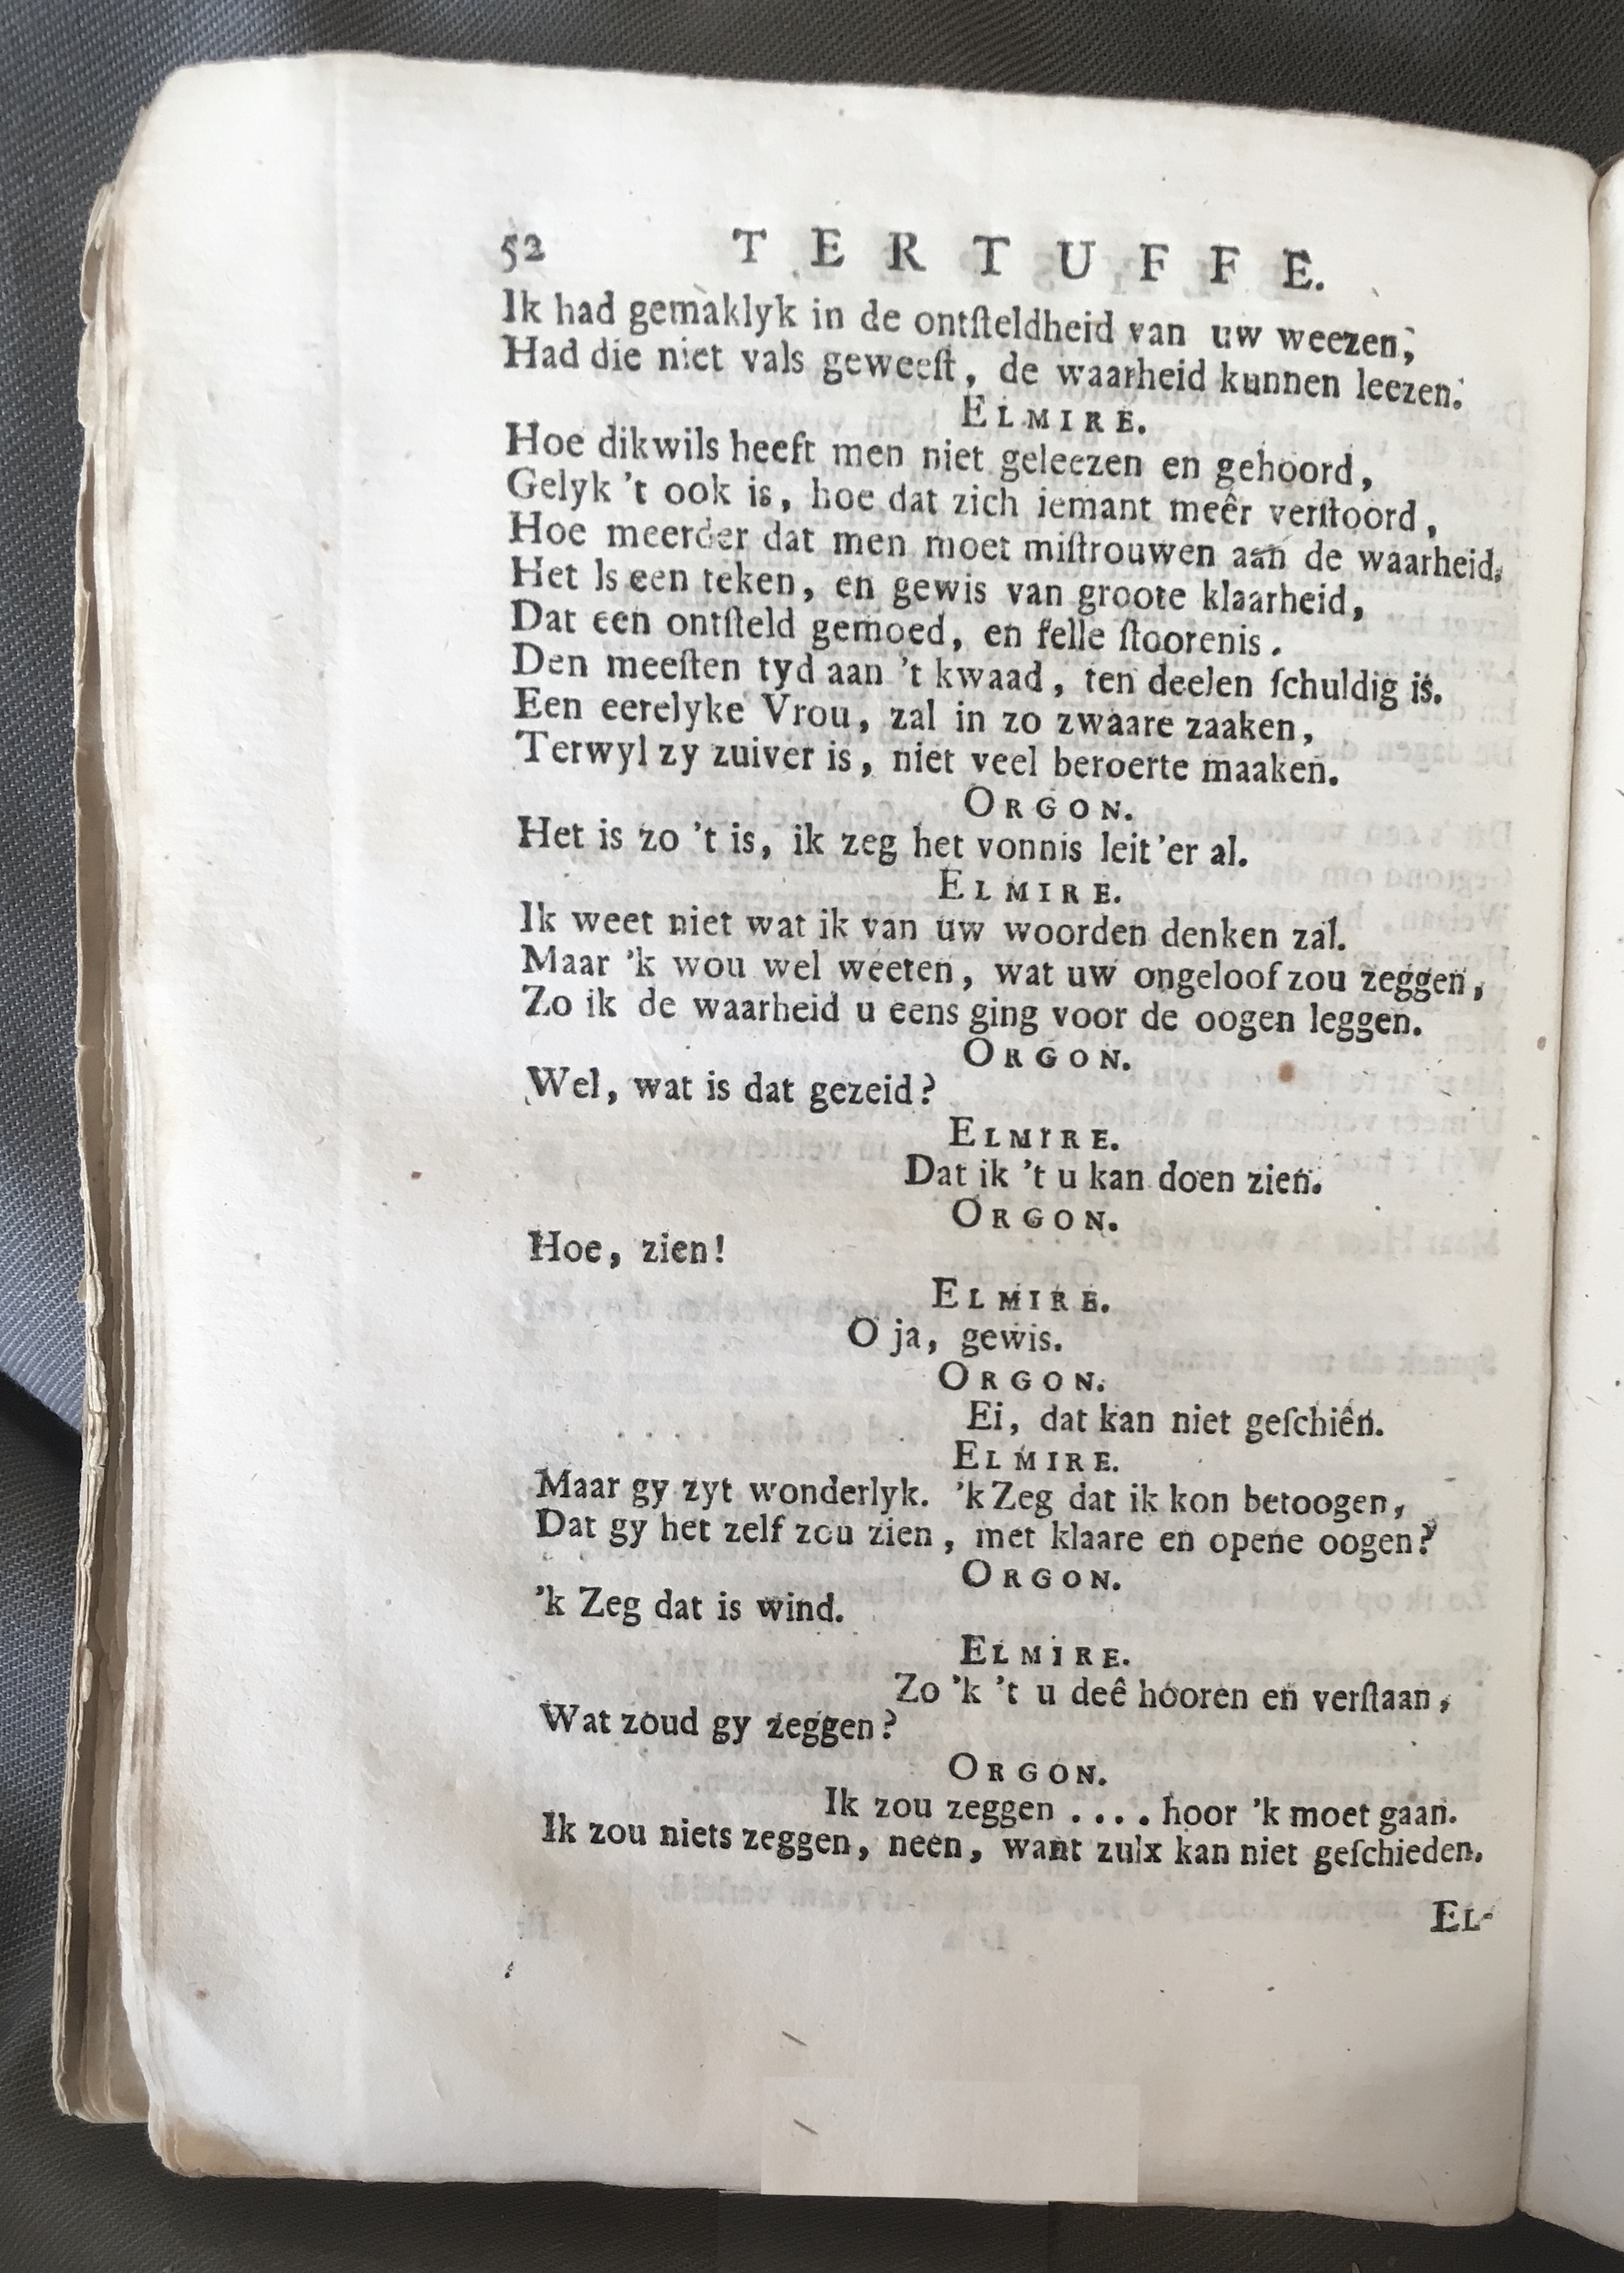 52 TERTUFFE.
Ik had gemaklyk in de ontſteldheid van uw weezen,
Had die niet vals geweeſt, de waarheid kunnen leezen.
ELMIRE.
Hoe dikwils heeft men niet geleezen en gehoord,
Gelyk 't ook is, hoe dat zich iemant meêr verſtoord,
Hoe meerder dat men moet miſtrouwen aan de waarheid,
Het Is een teken, en gewis van groote klaarheid,
Dat een ontſteld gemoed, en felle ſtoorenis.
Den meeſten tyd aan 't kwaad, ten deelen ſchuldig is.
Een eerelyke Vrou, zal in zo zwaare zaaken,
Terwyl zy zuiver is, niet veel beroerte maaken.
ORGON.
Het is zo 't is, ik zeg het vonnis leit 'er al.
ELMIRE.
Ik weet niet wat ik van uw woorden denken zal.
Maar 'k wou wel weeten, wat uw ongeloof zou zeggen,
Zo ik de waarheid u eens ging voor de oogen leggen.
ORGON.
Wel, wat is dat gezeid?
ELMIRE.
Dat ik 't u kan doen zien.
ORGON.
Hoe, zien!
ELMIRE.
O ja, gewis.
ORGON.
Ei, dat kan niet geſchiên.
ELMIRE.
Maar gy zyt wonderlyk. 'k Zeg dat ik kon betoogen,
Dat gy het zelf zou zien, met klaare en opene oogen?
ORGON.
'k Zeg dat is wind.
ELMIRE.
Zo 'k 't u deê hooren en verſtaan,
Wat zoud gy zeggen?
ORGON.
Ik zou zeggen .... hoor 'k moet gaan.
Ik zou niets zeggen, neen, want zulx kan niet geſchieden.
EL-